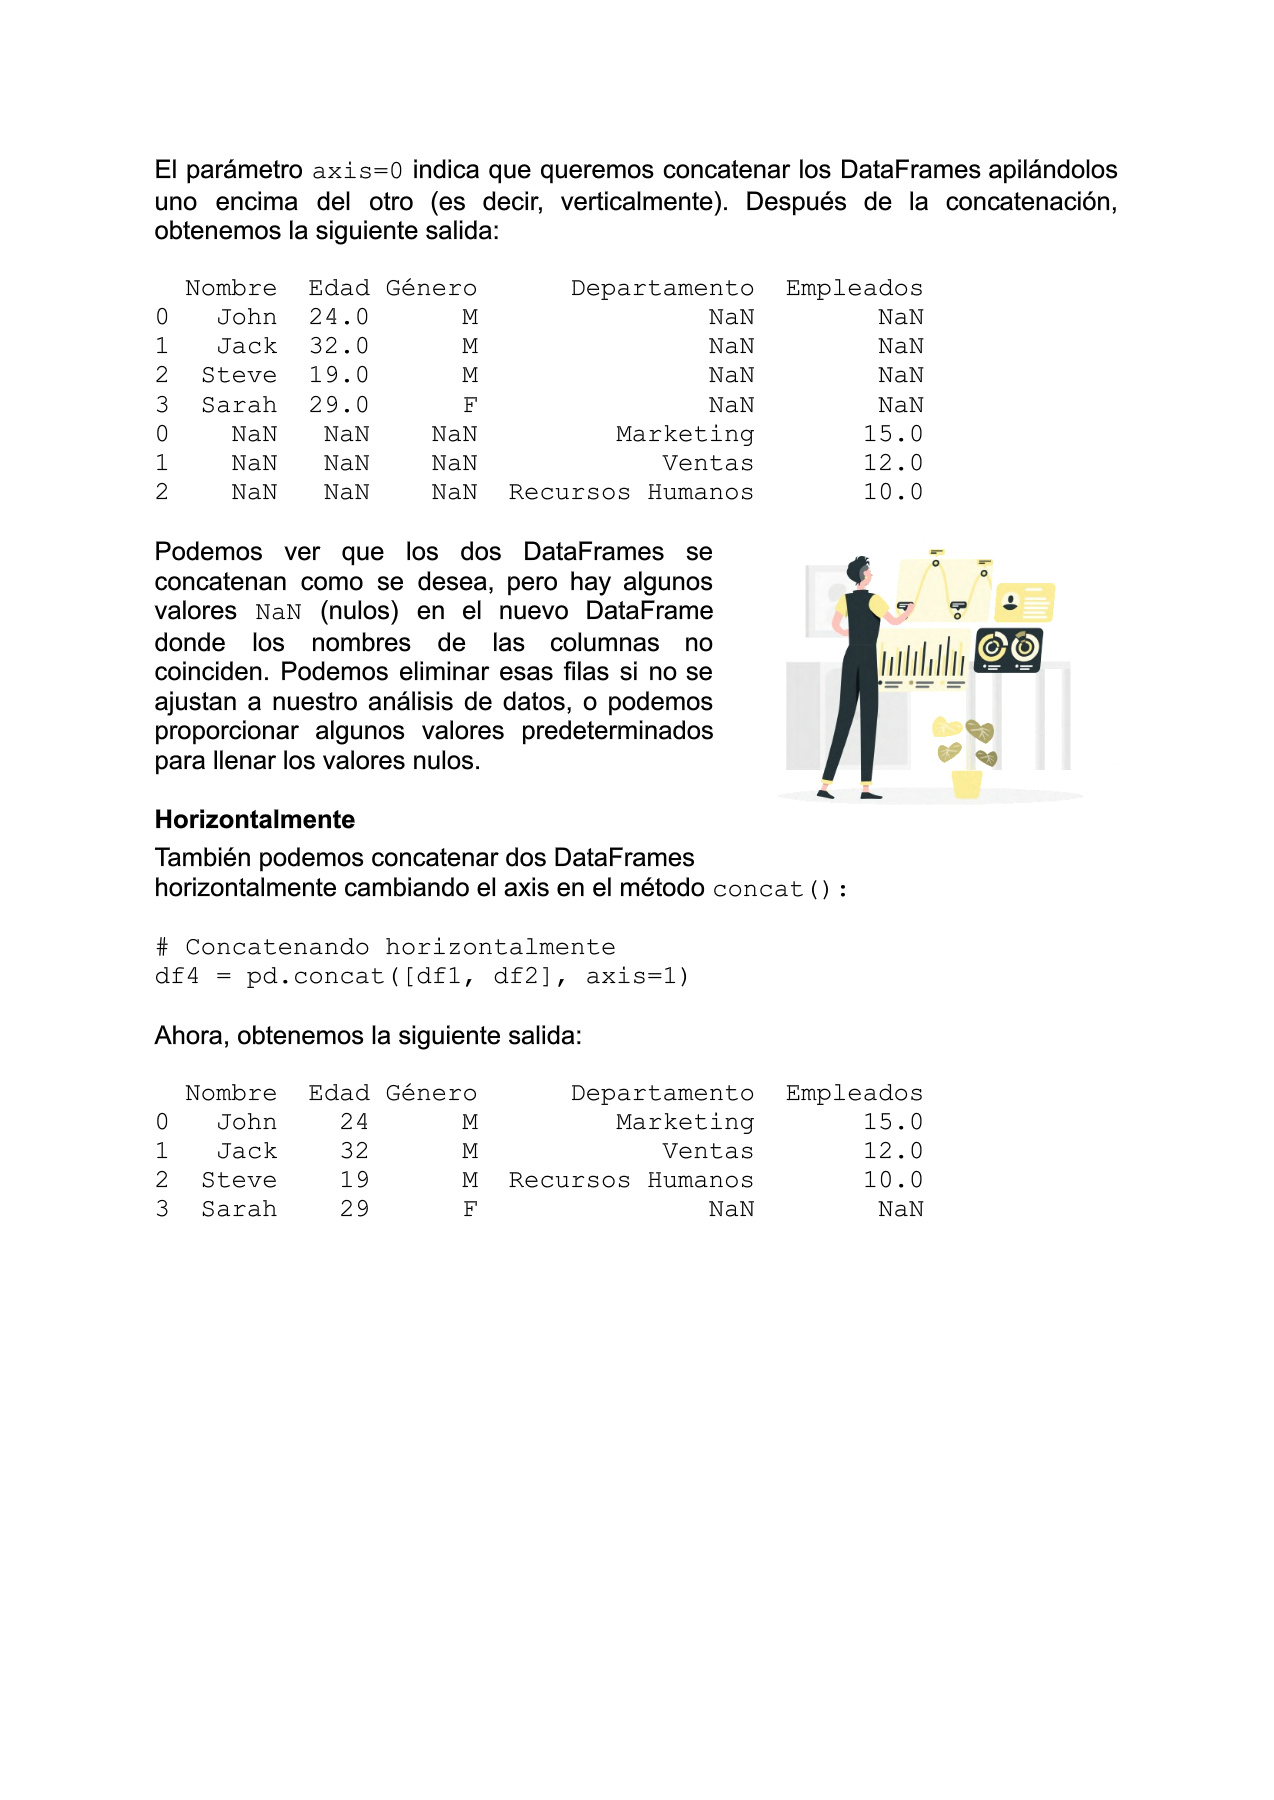 El parámetro axis=0 indica que queremos concatenar los DataFrames apilándolos
uno encima del otro (es decir, verticalmente). Después de la concatenación,
obtenemos la siguiente salida:
  Nombre  Edad Género      Departamento  Empleados
0   John  24.0      M               NaN        NaN
1   Jack  32.0      M               NaN        NaN
2  Steve  19.0      M               NaN        NaN
3  Sarah  29.0      F               NaN        NaN
0    NaN   NaN    NaN         Marketing       15.0
1    NaN   NaN    NaN            Ventas       12.0
2    NaN   NaN    NaN  Recursos Humanos       10.0
Podemos ver que los dos DataFrames se
concatenan como se desea, pero hay algunos
valores NaN (nulos) en el nuevo DataFrame
donde los nombres de las columnas no
coinciden. Podemos eliminar esas filas si no se
ajustan a nuestro análisis de datos, o podemos
proporcionar algunos valores predeterminados
para llenar los valores nulos.
Horizontalmente
También podemos concatenar dos DataFrames
horizontalmente cambiando el axis en el método concat():
# Concatenando horizontalmente
df4 = pd.concat([df1, df2], axis=1)
Ahora, obtenemos la siguiente salida:
  Nombre  Edad Género      Departamento  Empleados
0   John    24      M         Marketing       15.0
1   Jack    32      M            Ventas       12.0
2  Steve    19      M  Recursos Humanos       10.0
3  Sarah    29      F               NaN        NaN